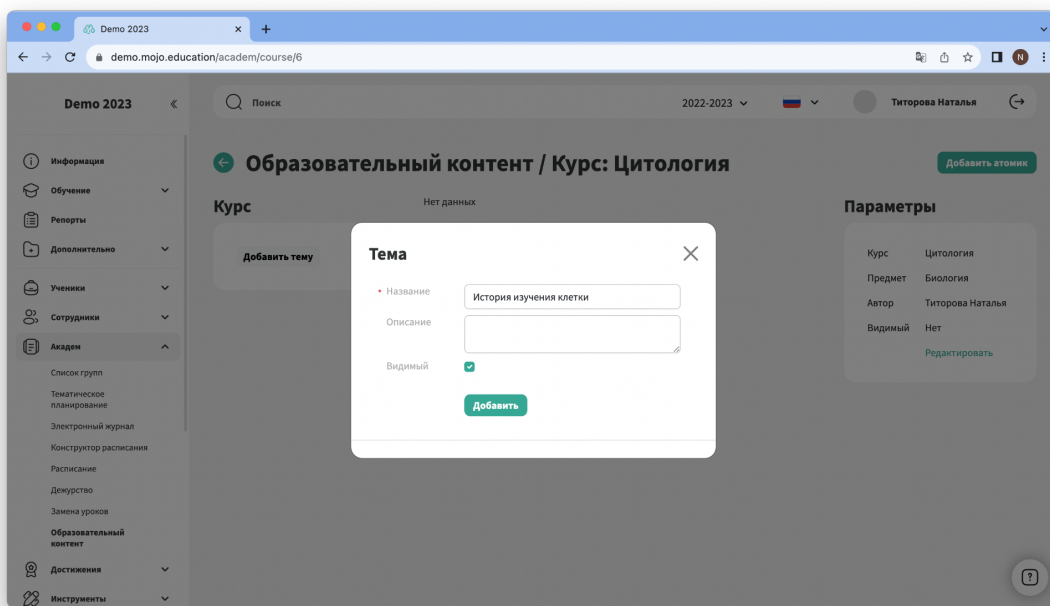 Demo 2023
demo.mojo.education/academ/course/6
N
Demo 2023
Поиск
2022-2023
Титорова Наталья
Информация
Обучение
Репорты
Дополнительно
Ученики
Сотрудники
Академ
Список групп
Тематическое
планирование
Электронный журнал
Конструктор расписания
Расписание
Дежурство
Замена уроков
Образовательный
контент
Достижения
Инструменты
Образовательный контент / Курс: Цитология
Добавить атомик
Курс
Нет данных
Добавить тему
Тема
* Название
История изучения клетки
Описание
Видимый
Добавить
Параметры
Курс Цитология
Предмет Биология
Автор Титорова Наталья
Видимый Нет
Редактировать
?